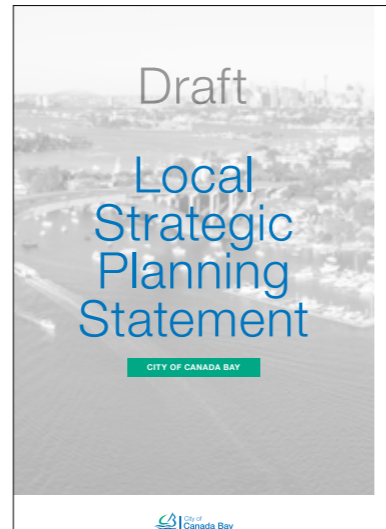 Draft
Local
Strategic
Planning
Statement
CITY OF CANADA BAY
City of
Canada Bay